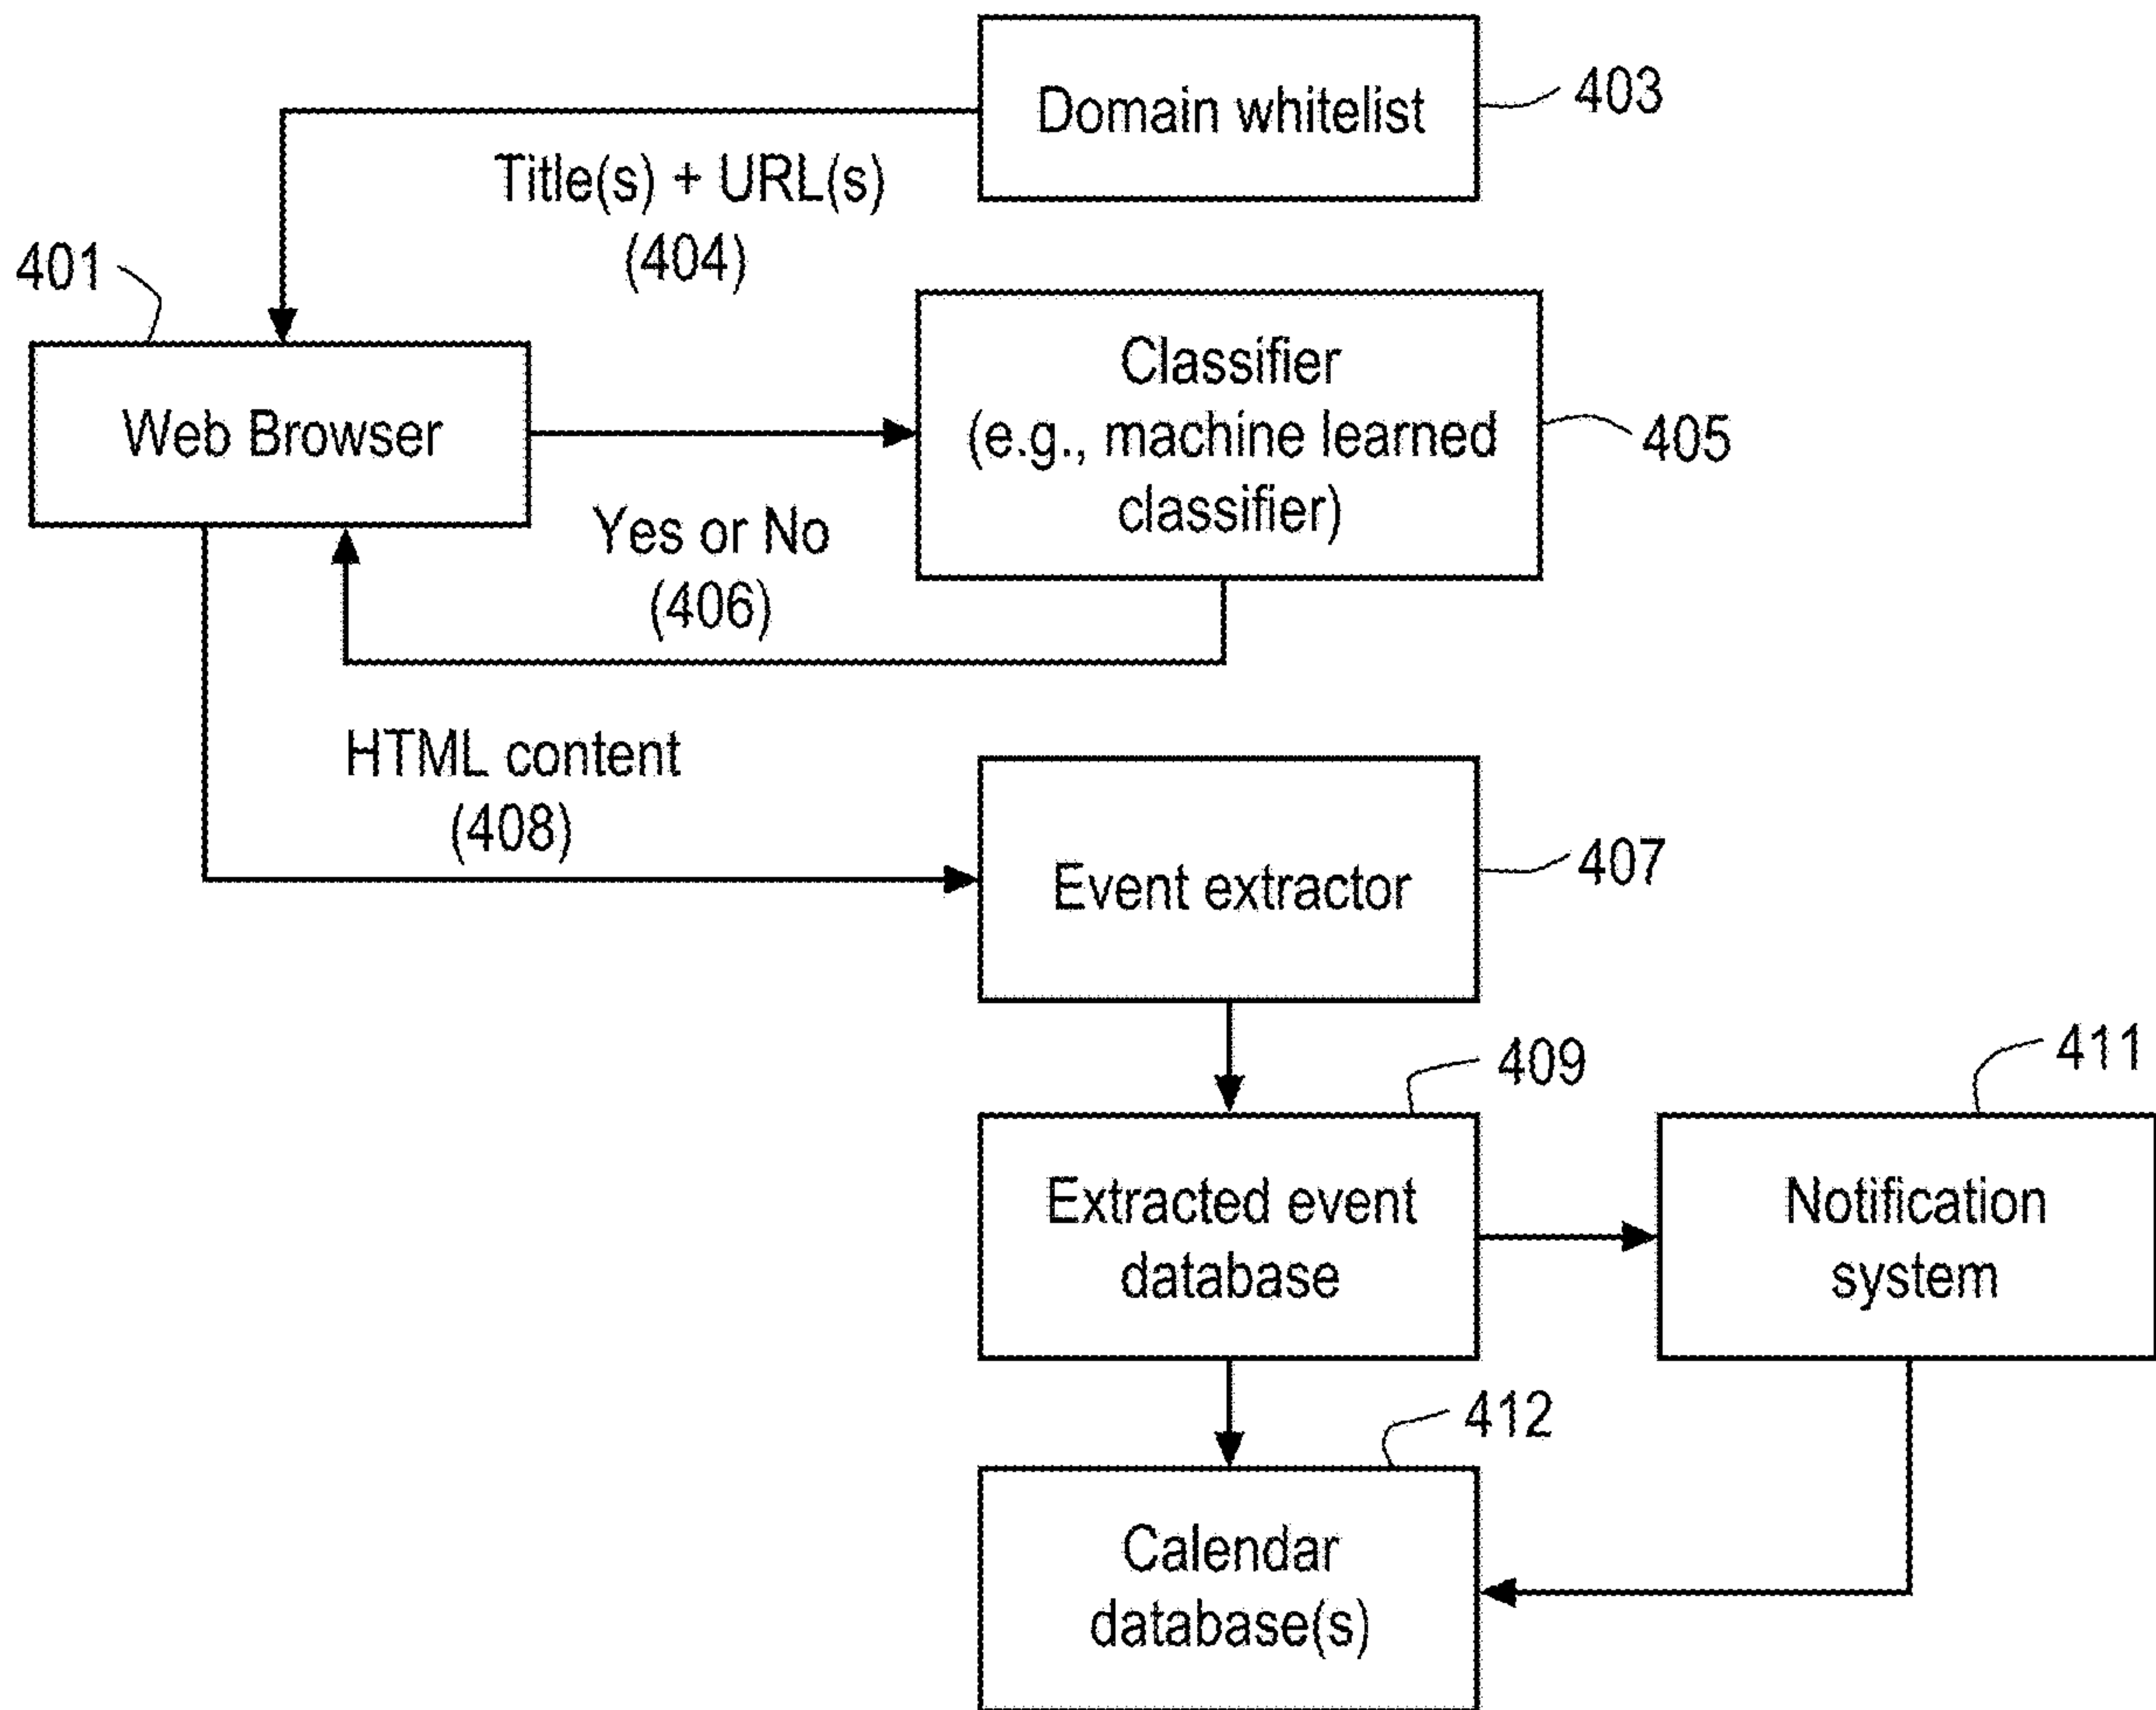 Domain whitelist
403
Title(s) + URL(s)
(404)
401
Web Browser
Classifier
(e.g., machine learned
classifier)
405
Yes or No
(406)
HTML content
(408)
Event extractor
407
409
411
Extracted event
database
Notification
system
412
Calendar
database(s)